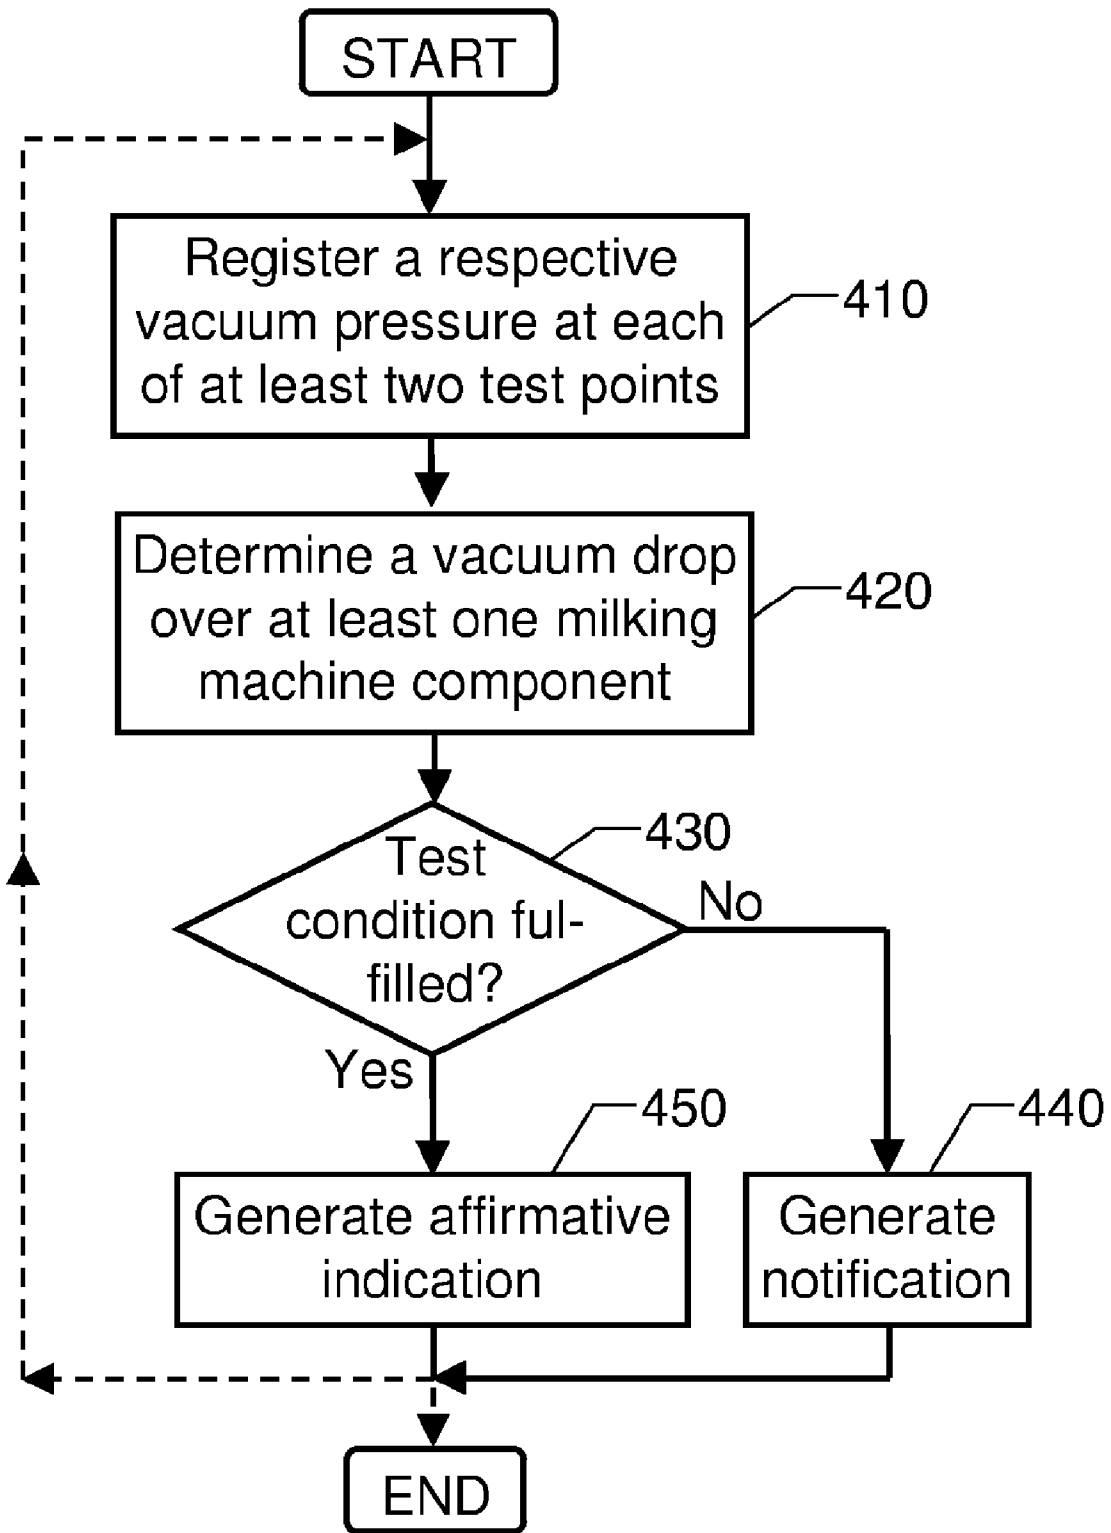 START
Register a respective
vacuum pressure at each
of at least two test points
410
Determine a vacuum drop
over at least one milking
machine component
420
430
Test
condition ful-
filled?
No
Yes
450
440
Generate affirmative
indication
Generate
notification
END